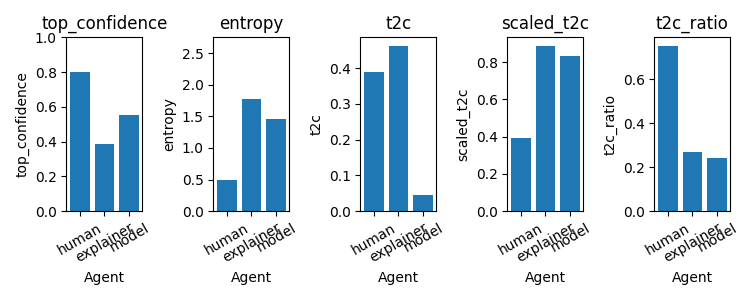 top_confidence
entropy
t2c
scaled_t2c
t2c_ratio
top_confidence
1.0
0.8
0.6
0.4
0.2
0.0
human
explainer
model
Agent
entropy
2.5
2.0
1.5
1.0
0.5
0.0
human
explainer
model
Agent
t2c
0.4
0.3
0.2
0.1
0.0
human
explainer
model
Agent
scaled_t2c
0.8
0.6
0.4
0.2
0.0
human
explainer
model
Agent
t2c_ratio
0.6
0.4
0.2
0.0
human
explainer
model
Agent